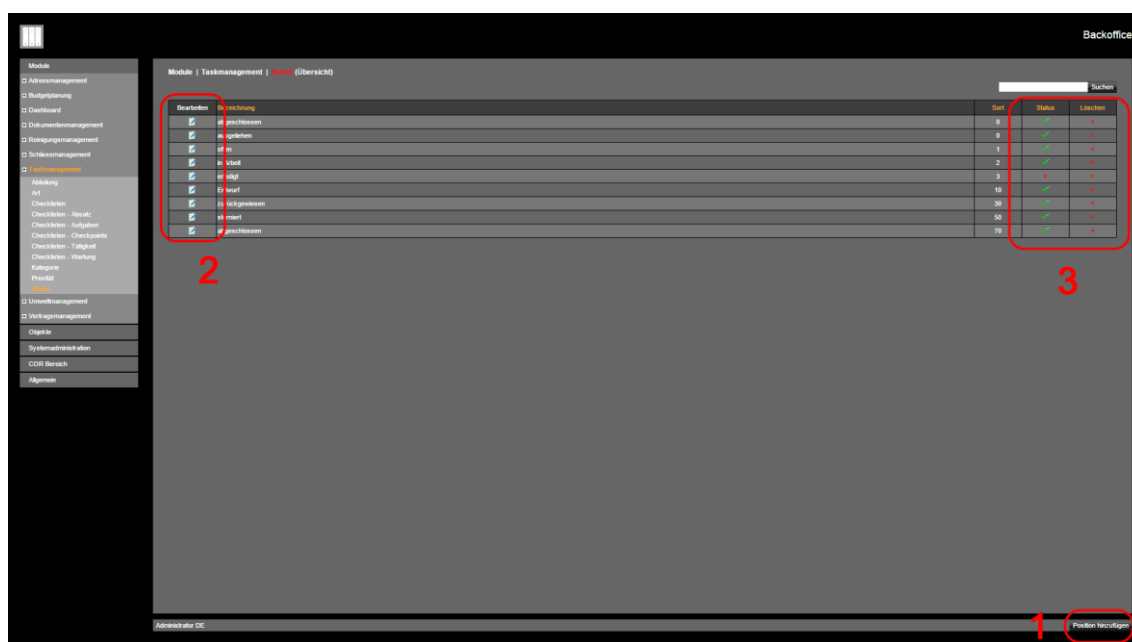 Backoffice
Module
Adressmanagement
Budgetplanung
Dashboard
Dokumentenmanagement
Reinigungsmanagement
Schliessmanagement
Taskmanagement
Abteilung
Art
Checklisten
Checklisten - Absatz
Checklisten - Aufgaben
Checklisten - Checkpoints
Checklisten - Tätigkeit
Checklisten - Wartung
Kategorie
Priorität
Status
Umweltmanagement
Vertragsmanagement
Objekte
Systemadministration
COR Bereich
Allgemein
Module | Taskmanagement | Status (Übersicht)
Suchen
Bearbeiten Bezeichnung Sort Status Löschen
abgeschlossen 0
ausgeliehen 0
offen 1
in Arbeit 2
erledigt 3
Entwurf 10
zurückgewiesen 30
storniert 50
abgeschlossen 70
2
3
Administrator DE
1
Position hinzufügen